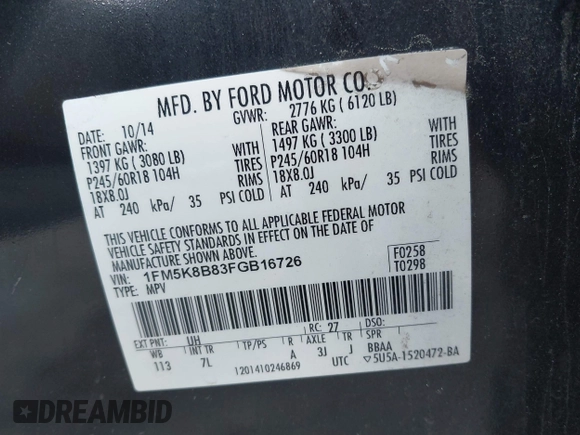 MFD. BY FORD MOTOR CO.
DATE: 10/14 GVWR: 2776 KG ( 6120 LB)
FRONT GAWR: REAR GAWR:
1397 KG ( 3080 LB) WITH 1497 KG ( 3300 LB) WITH
P245/60R18 104H TIRES P245/60R18 104H TIRES
18X8.0J RIMS 18X8.0J RIMS
AT 240 kPa/ 35 PSI COLD AT 240 kPa/ 35 PSI COLD
THIS VEHICLE CONFORMS TO ALL APPLICABLE FEDERAL MOTOR
VEHICLE SAFETY STANDARDS IN EFFECT ON THE DATE OF
MANUFACTURE SHOWN ABOVE.
VIN: 1FM5K8B83FGB16726 F0258
TYPE: MPV T0298
EXT PNT: UH RC: 27 DSO:
WB INT TR TP/PS R AXLE TR SPR
113 7L A 3J J BBAA
1201410246869 UTC ▽5U5A-1520472-BA
DREAMBID